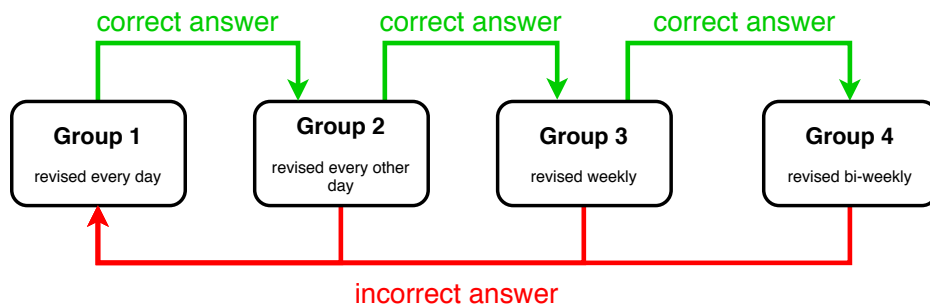 correct answer
correct answer
correct answer
Group 1
revised every day
Group 2
revised every other
day
Group 3
revised weekly
Group 4
revised bi-weekly
incorrect answer